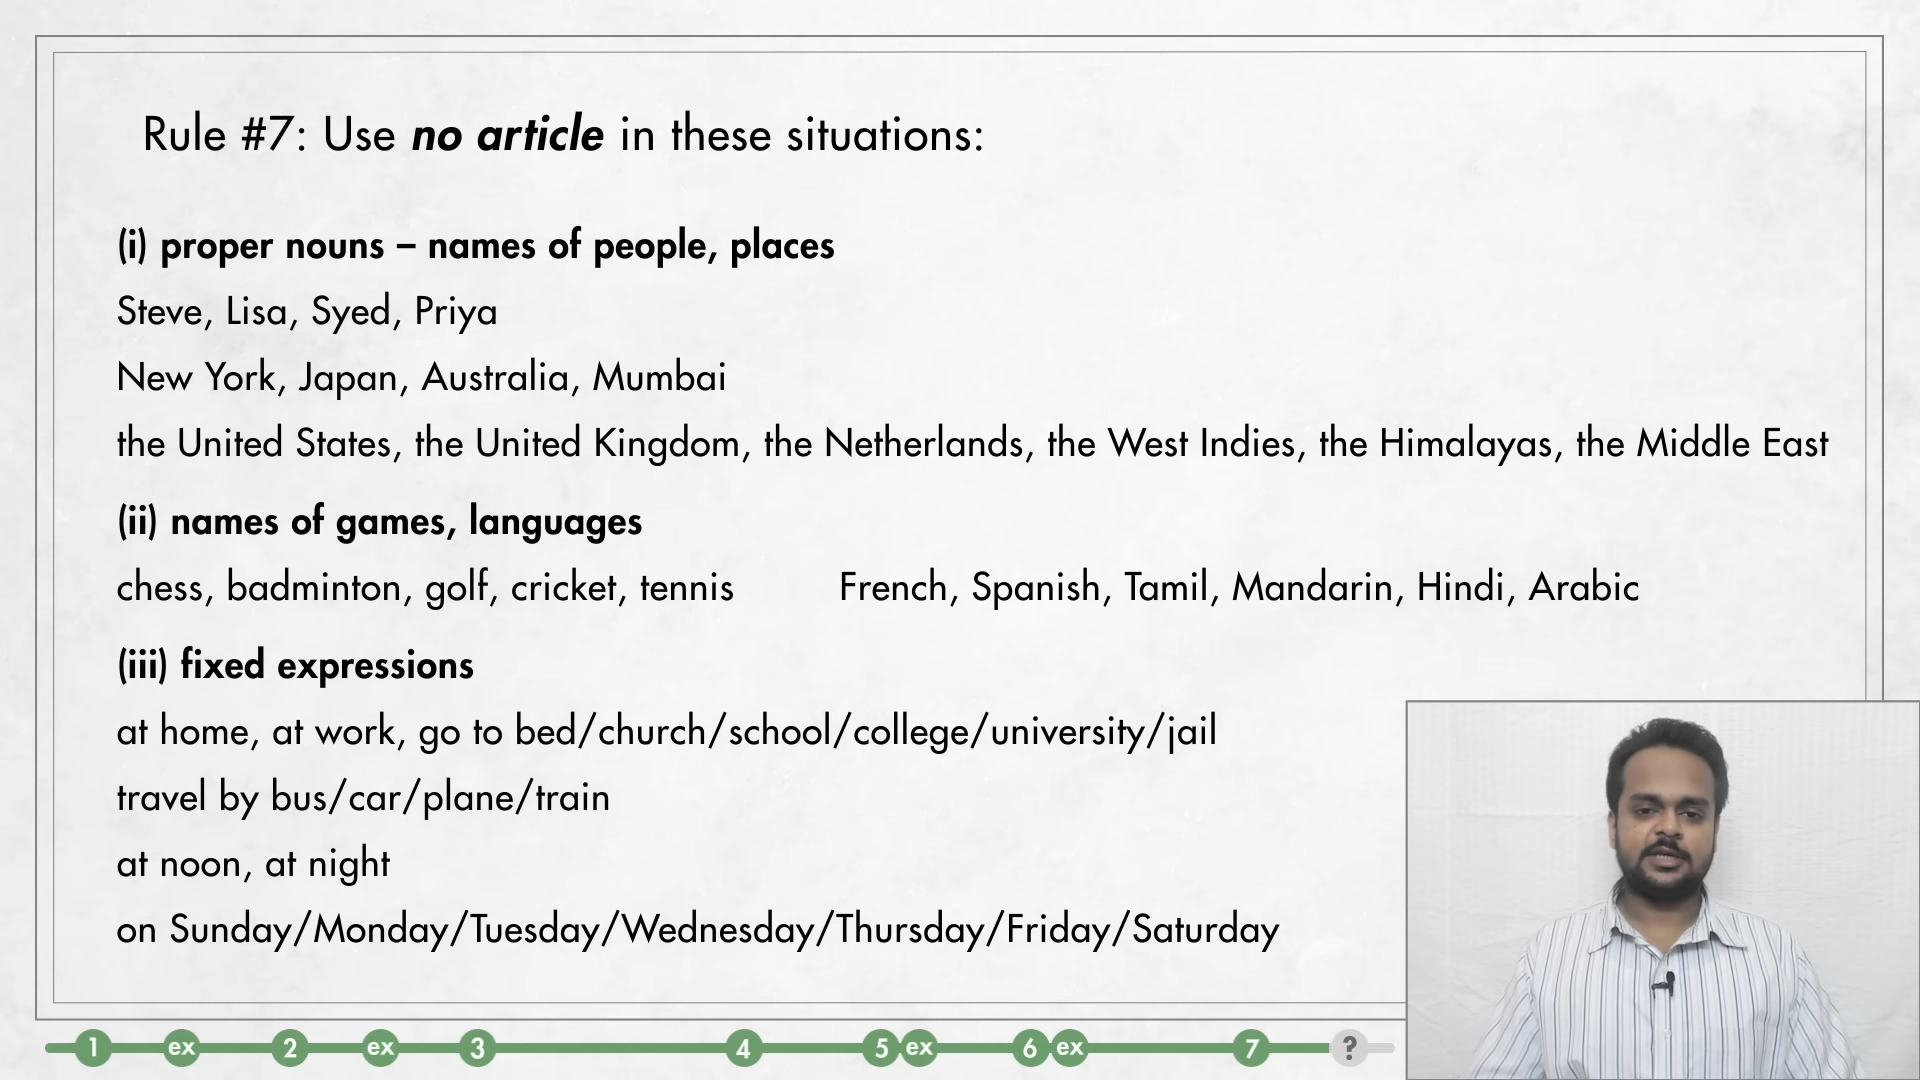 Rule #7: Use no article in these situations:
(i) proper nouns – names of people, places
Steve, Lisa, Syed, Priya
New York, Japan, Australia, Mumbai
the United States, the United Kingdom, the Netherlands, the West Indies, the Himalayas, the Middle East
(ii) names of games, languages
chess, badminton, golf, cricket, tennis French, Spanish, Tamil, Mandarin, Hindi, Arabic
(iii) fixed expressions
at home, at work, go to bed/church/school/college/university/jail
travel by bus/car/plane/train
at noon, at night
on Sunday/Monday/Tuesday/Wednesday/Thursday/Friday/Saturday
1 ex 2 ex 3 4 5 ex 6 ex 7 ?